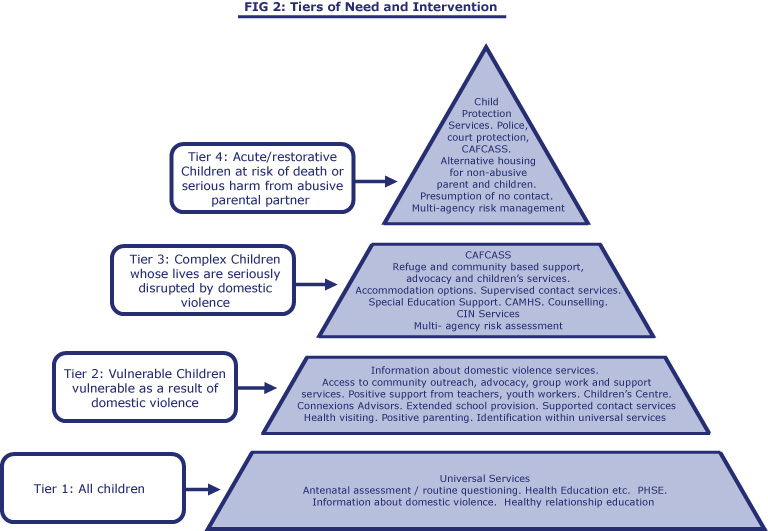 FIG 2: Tiers of Need and Intervention
Child
Protection
Services. Police,
court protection,
CAFCASS.
Alternative housing
for non-abusive
parent and children.
Presumption of no contact.
Multi-agency risk management
Tier 4: Acute/restorative
Children at risk of death or
serious harm from abusive
parental partner
CAFCASS
Refuge and community based support,
advocacy and children's services.
Accommodation options. Supervised contact services.
Special Education Support. CAMHS. Counselling.
CIN Services
Multi- agency risk assessment
Tier 3: Complex Children
whose lives are seriously
disrupted by domestic
violence
Information about domestic violence services.
Access to community outreach, advocacy, group work and support
services. Positive support from teachers, youth workers. Children's Centre.
Connexions Advisors. Extended school provision. Supported contact services
Health visiting. Positive parenting. Identification within universal services
Tier 2: Vulnerable Children
vulnerable as a result of
domestic violence
Universal Services
Antenatal assessment / routine questioning. Health Education etc. PHSE.
Information about domestic violence. Healthy relationship education
Tier 1: All children